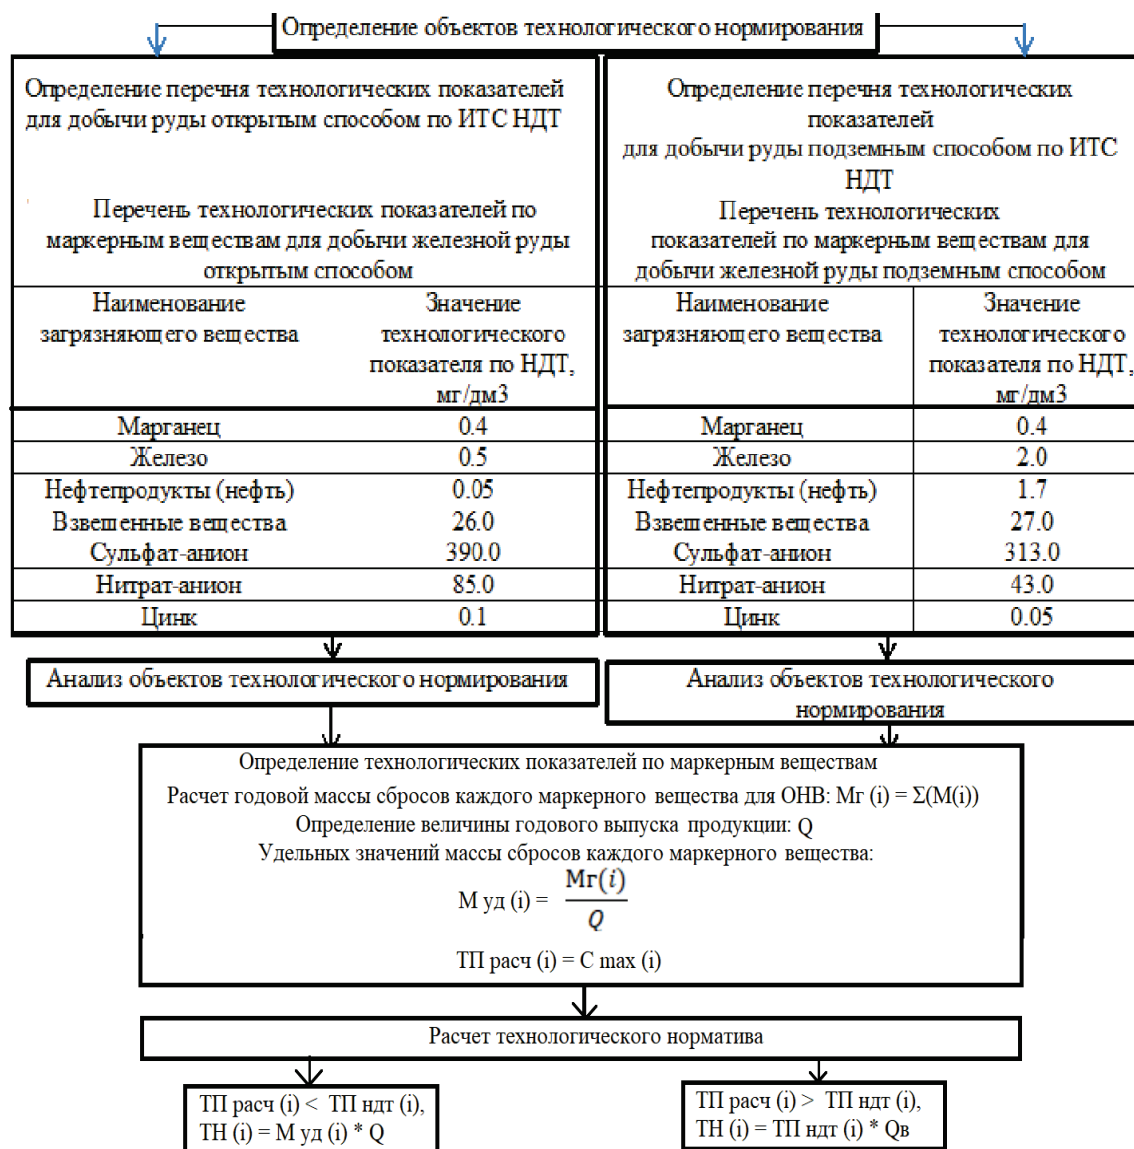 Определение объектов технологического нормирования
Определение перечня технологических показателей
для добычи руды открытым способом по ИТС НДТ
Перечень технологических показателей по
маркерным веществам для добычи железной руды
открытым способом
Наименование
загрязняющего вещества
Значение
технологического
показателя по НДТ,
мг/дм3
Марганец 0.4
Железо 0.5
Нефтепродукты (нефть) 0.05
Взвешенные вещества 26.0
Сульфат-анион 390.0
Нитрат-анион 85.0
Цинк 0.1
Определение перечня технологических
показателей
для добычи руды подземным способом по ИТС
НДТ
Перечень технологических
показателей по маркерным веществам для
добычи железной руды подземным способом
Наименование
загрязняющего вещества
Значение
технологического
показателя по НДТ,
мг/дм3
Марганец 0.4
Железо 2.0
Нефтепродукты (нефть) 1.7
Взвешенные вещества 27.0
Сульфат-анион 313.0
Нитрат-анион 43.0
Цинк 0.05
Анализ объектов технологического нормирования
Анализ объектов технологического
нормирования
Определение технологических показателей по маркерным веществам
Расчет годовой массы сбросов каждого маркерного вещества для ОНВ: Мг (i) = Σ(M(i))
Определение величины годового выпуска продукции: Q
Удельных значений массы сбросов каждого маркерного вещества:
М уд (i) = Мг(i) / Q
ТП расч (i) = С max (i)
Расчет технологического норматива
ТП расч (i) < ТП ндт (i),
ТН (i) = М уд (i) * Q
ТП расч (i) > ТП ндт (i),
ТН (i) = ТП ндт (i) * Qв